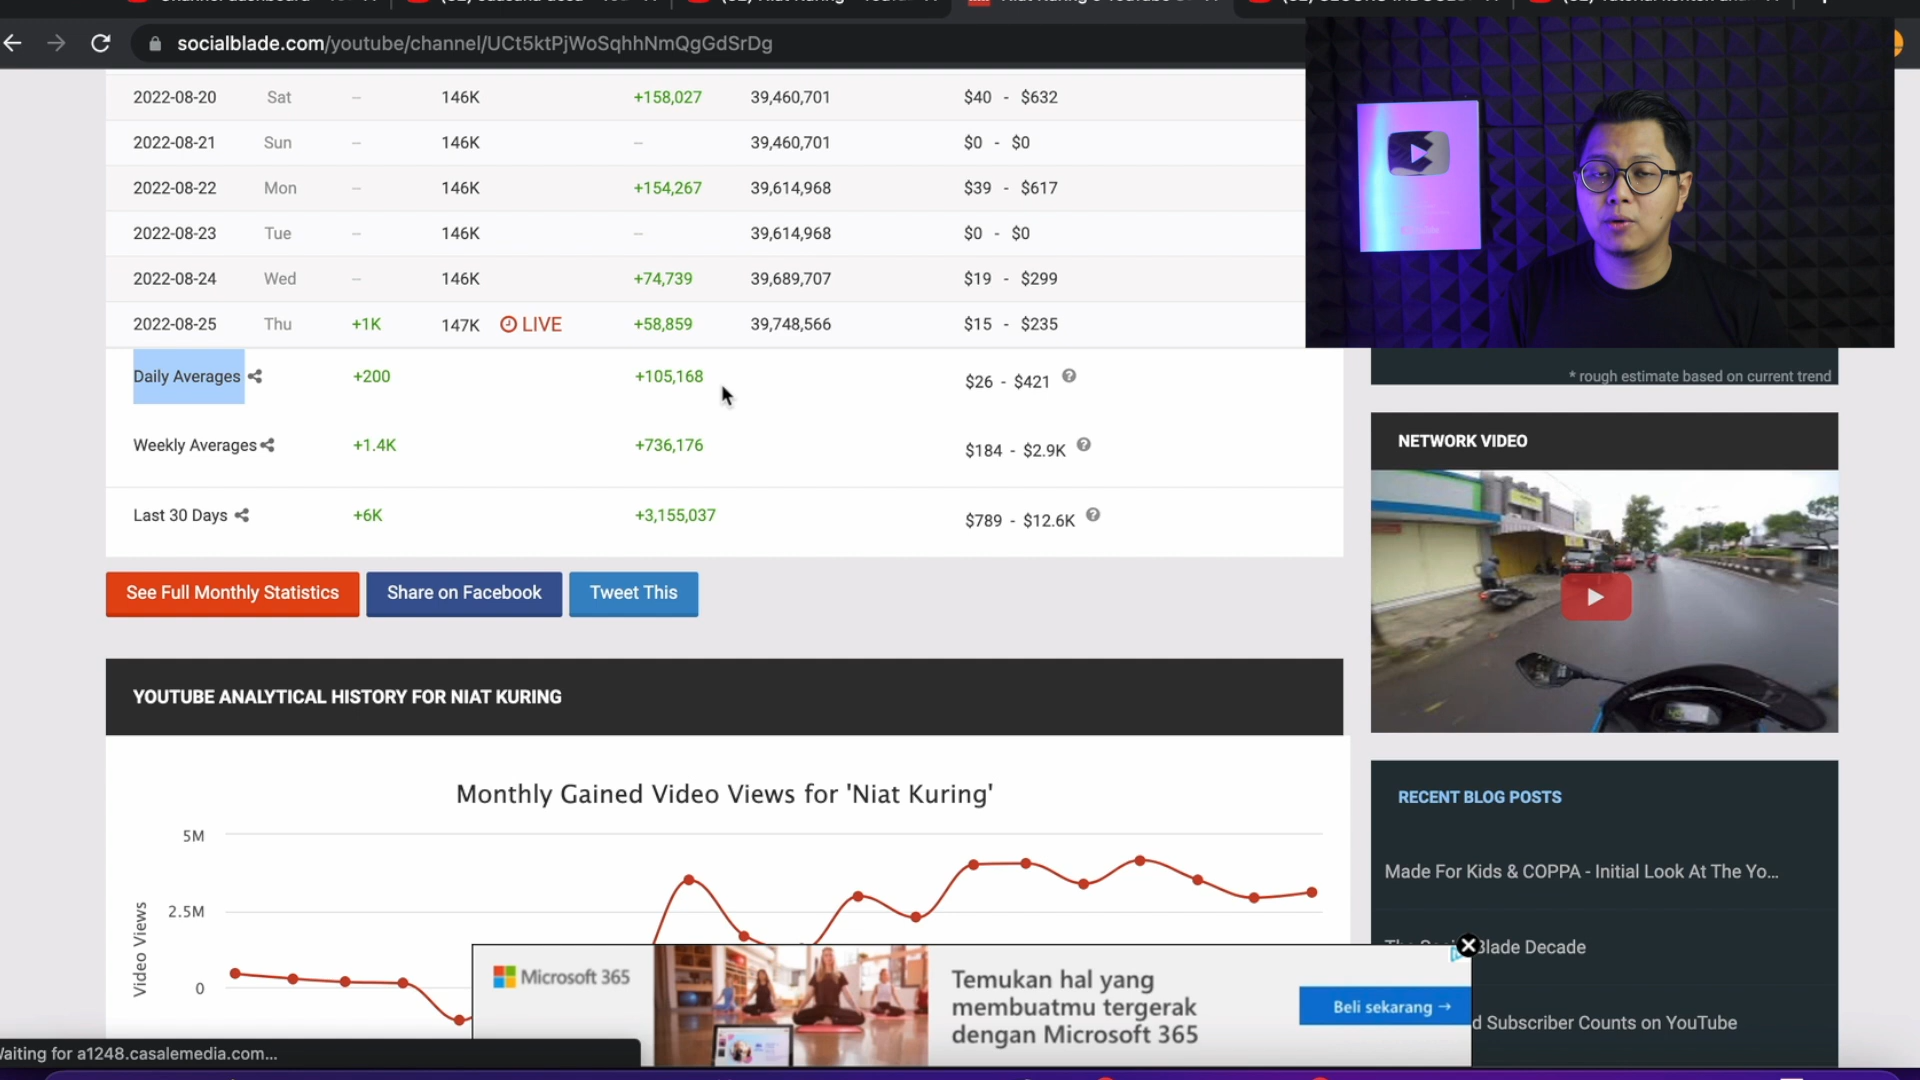 socialblade.com/youtube/channel/UCt5ktPjWoSqhhNmQgGdSrDg
2022-08-20 Sat -- 146K +158,027 39,460,701 $40 - $632
2022-08-21 Sun -- 146K -- 39,460,701 $0 - $0
2022-08-22 Mon -- 146K +154,267 39,614,968 $39 - $617
2022-08-23 Tue -- 146K -- 39,614,968 $0 - $0
2022-08-24 Wed -- 146K +74,739 39,689,707 $19 - $299
2022-08-25 Thu +1K 147K LIVE +58,859 39,748,566 $15 - $235
Daily Averages +200 +105,168 $26 - $421
Weekly Averages +1.4K +736,176 $184 - $2.9K
Last 30 Days +6K +3,155,037 $789 - $12.6K
See Full Monthly Statistics
Share on Facebook
Tweet This
* rough estimate based on current trend
NETWORK VIDEO
YOUTUBE ANALYTICAL HISTORY FOR NIAT KURING
Monthly Gained Video Views for 'Niat Kuring'
5M
2.5M
0
Video Views
RECENT BLOG POSTS
Made For Kids & COPPA - Initial Look At The Yo...
Blade Decade
d Subscriber Counts on YouTube
Microsoft 365
Temukan hal yang
membuatmu tergerak
dengan Microsoft 365
Beli sekarang →
Waiting for a1248.casalemedia.com...